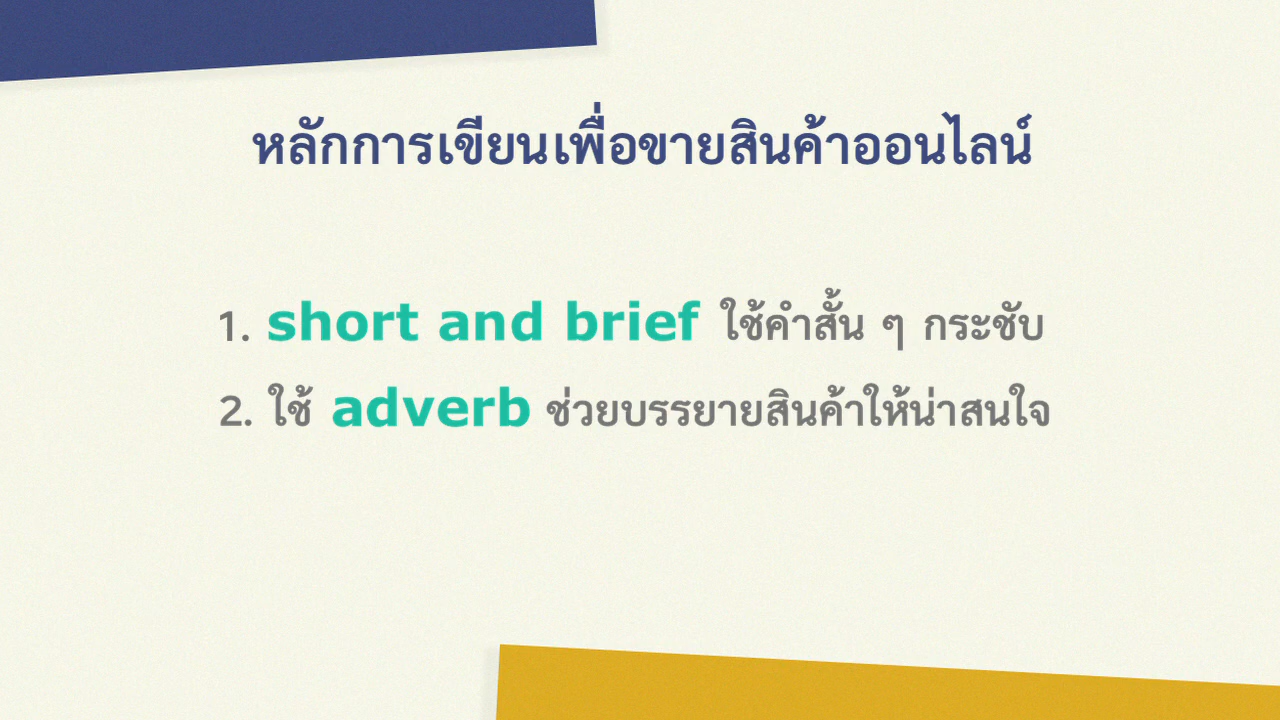 หลักการเขียนเพื่อขายสินค้าออนไลน์
1. short and brief ใช้คำสั้น ๆ กระชับ
2. ใช้ adverb ช่วยบรรยายสินค้าให้น่าสนใจ